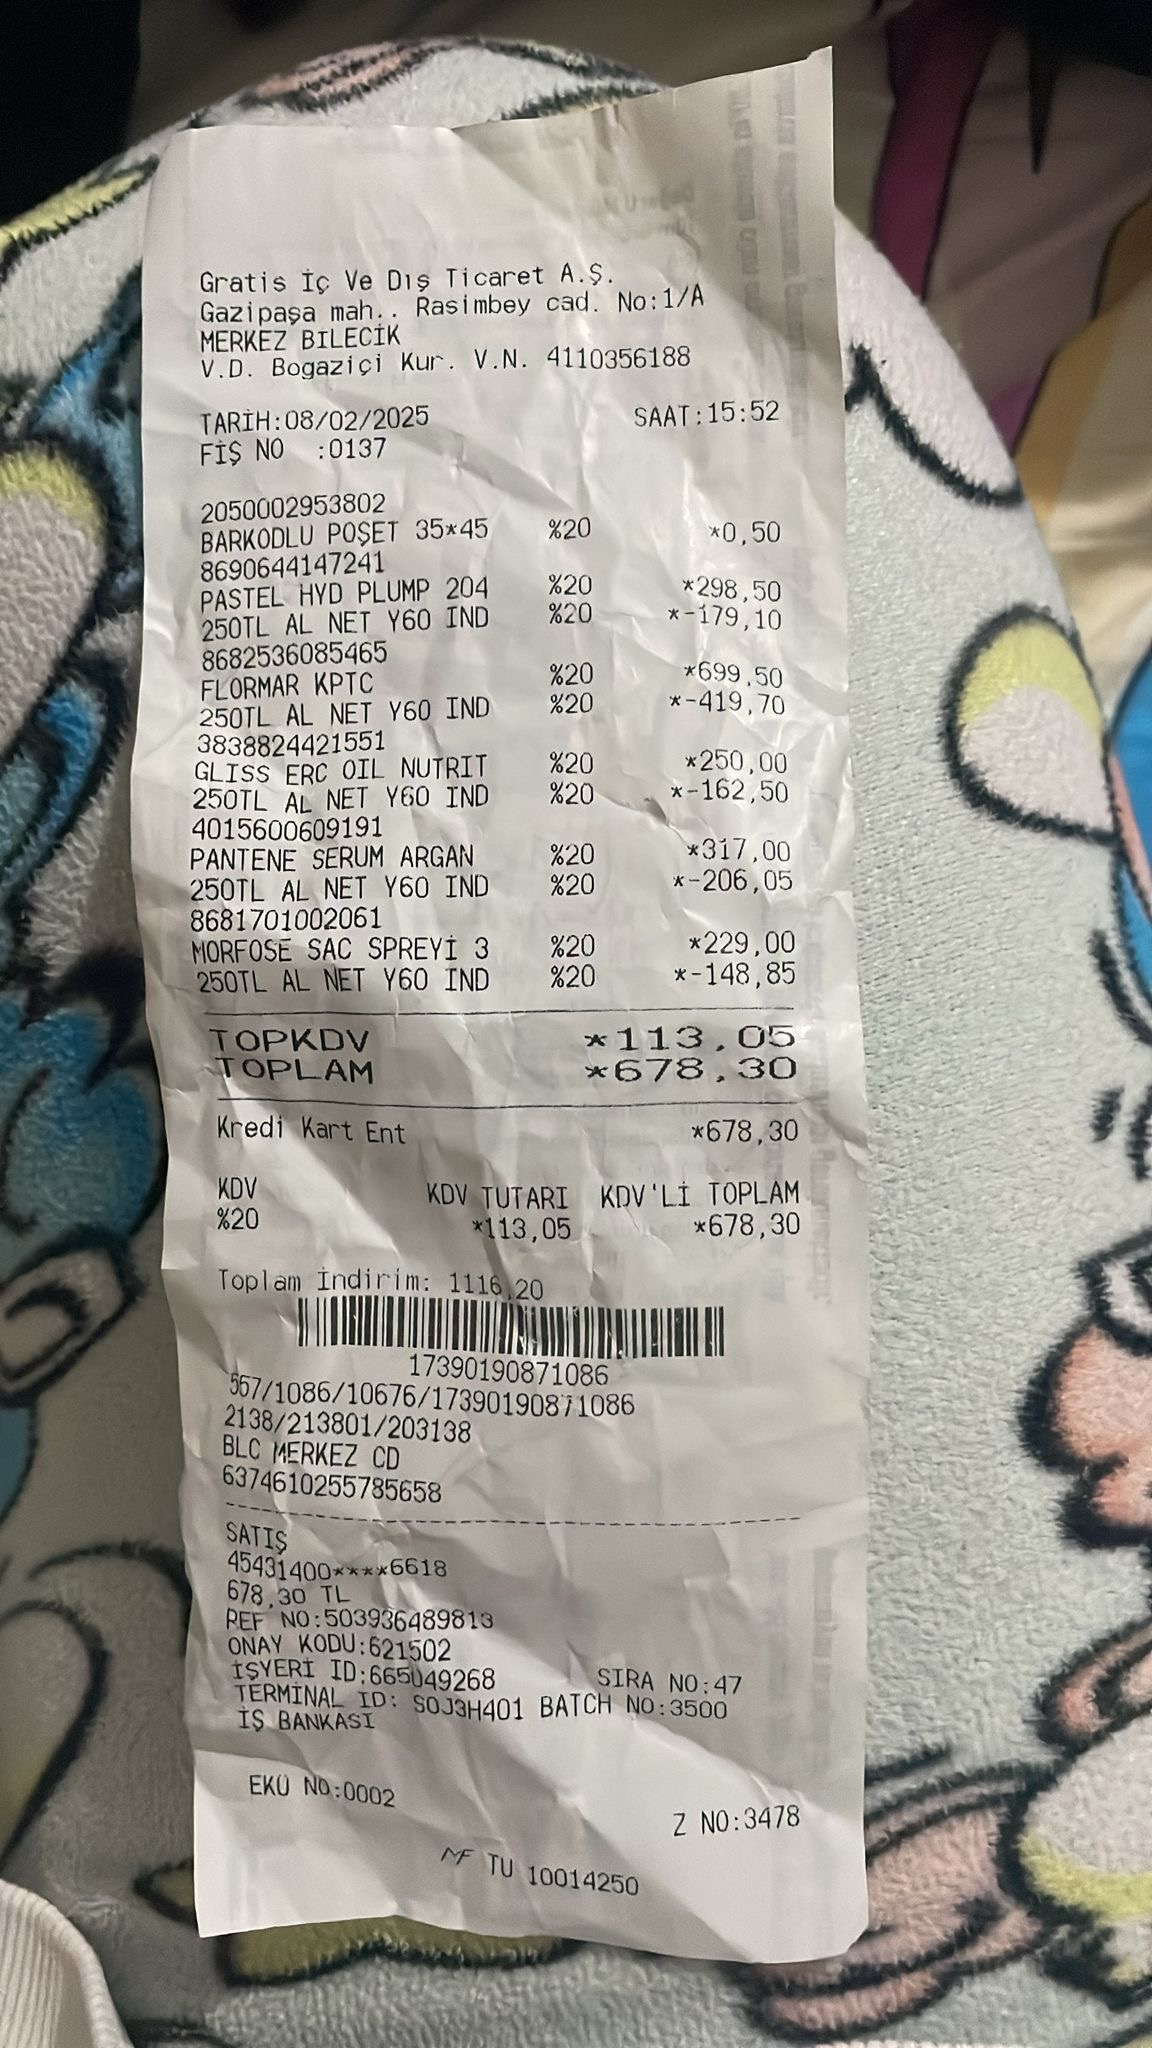 Gratis İç Ve Dış Ticaret A.Ş.
Gazipaşa mah.. Rasimbey cad. No:1/A
MERKEZ BİLECİK
V.D. Bogaziçi Kur. V.N. 4110356188
TARİH:08/02/2025 SAAT:15:52
FİŞ NO :0137
2050002953802
BARKODLU POŞET 35*45 %20 *0,50
8690644147241
PASTEL HYD PLUMP 204 %20 *298,50
250TL AL NET Y60 IND %20 *-179,10
8682536085465
FLORMAR KPTC %20 *699,50
250TL AL NET Y60 IND %20 *-419,70
3838824421551
GLISS ERC OIL NUTRIT %20 *250,00
250TL AL NET Y60 IND %20 *-162,50
4015600609191
PANTENE SERUM ARGAN %20 *317,00
250TL AL NET Y60 IND %20 *-206,05
8681701002061
MORFOSE SAC SPREYİ 3 %20 *229,00
250TL AL NET Y60 IND %20 *-148,85
TOPKDV *113,05
TOPLAM *678,30
Kredi Kart Ent *678,30
KDV KDV TUTARI KDV'Lİ TOPLAM
%20 *113,05 *678,30
Toplam İndirim: 1116,20
17390190871086
567/1086/10676/17390190871086
2138/213801/203138
BLC MERKEZ CD
6374610255785658
SATIŞ
45431400****6618
678,30 TL
REF NO:503936489813
ONAY KODU:621502
İŞYERİ ID:665049268 SIRA NO:47
TERMİNAL ID: S0J3H401 BATCH NO:3500
İŞ BANKASI
EKÜ NO:0002
Z NO:3478
MF TU 10014250